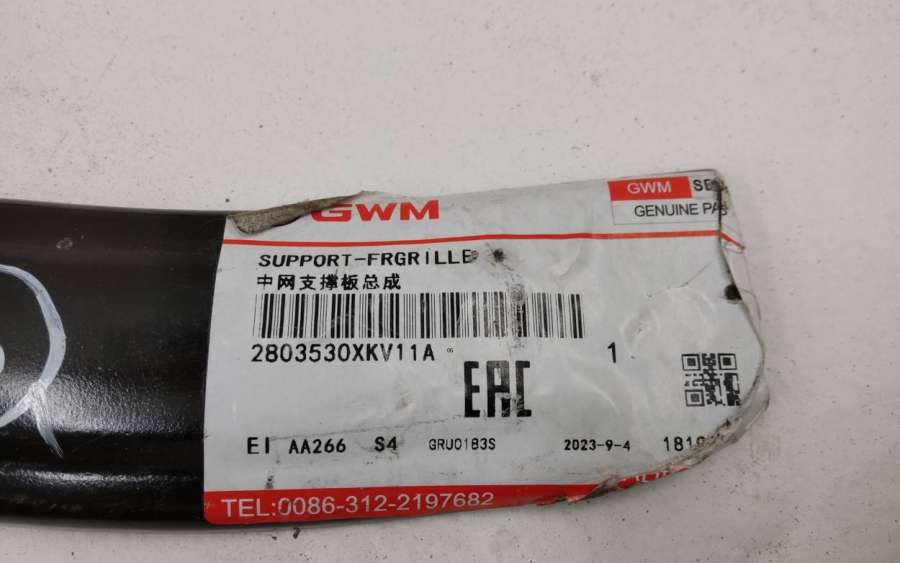 GWM
GWM
GENUINE
SUPPORT-FRGRILLE
中网支撑板总成
2803530XKV11A 1
EAC
EI AA266 S4 GRU0183S 2023-9-4
TEL:0086-312-2197682